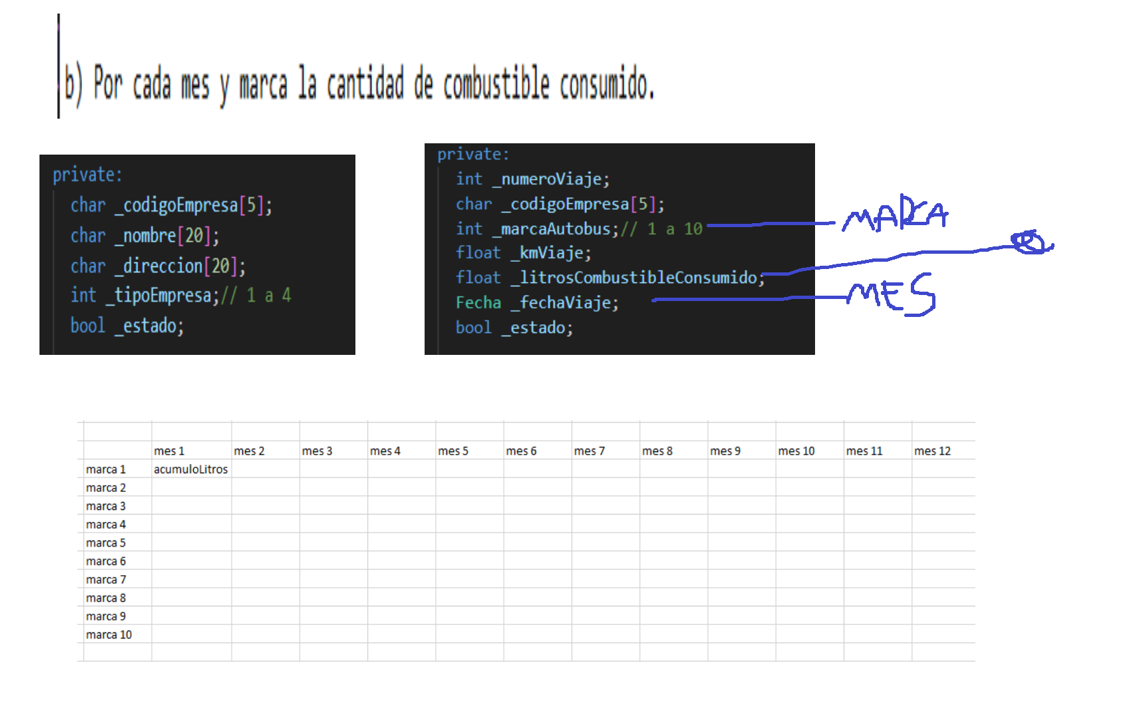 b) Por cada mes y marca la cantidad de combustible consumido.
private:
char _codigoEmpresa[5];
char _nombre[20];
char _direccion[20];
int _tipoEmpresa;// 1 a 4
bool _estado;
private:
int _numeroViaje;
char _codigoEmpresa[5];
int _marcaAutobus;// 1 a 10
float _kmViaje;
float _litrosCombustibleConsumido;
Fecha _fechaViaje;
bool _estado;
MARCA
MES
mes 1 mes 2 mes 3 mes 4 mes 5 mes 6 mes 7 mes 8 mes 9 mes 10 mes 11 mes 12
marca 1 acumuloLitros
marca 2
marca 3
marca 4
marca 5
marca 6
marca 7
marca 8
marca 9
marca 10